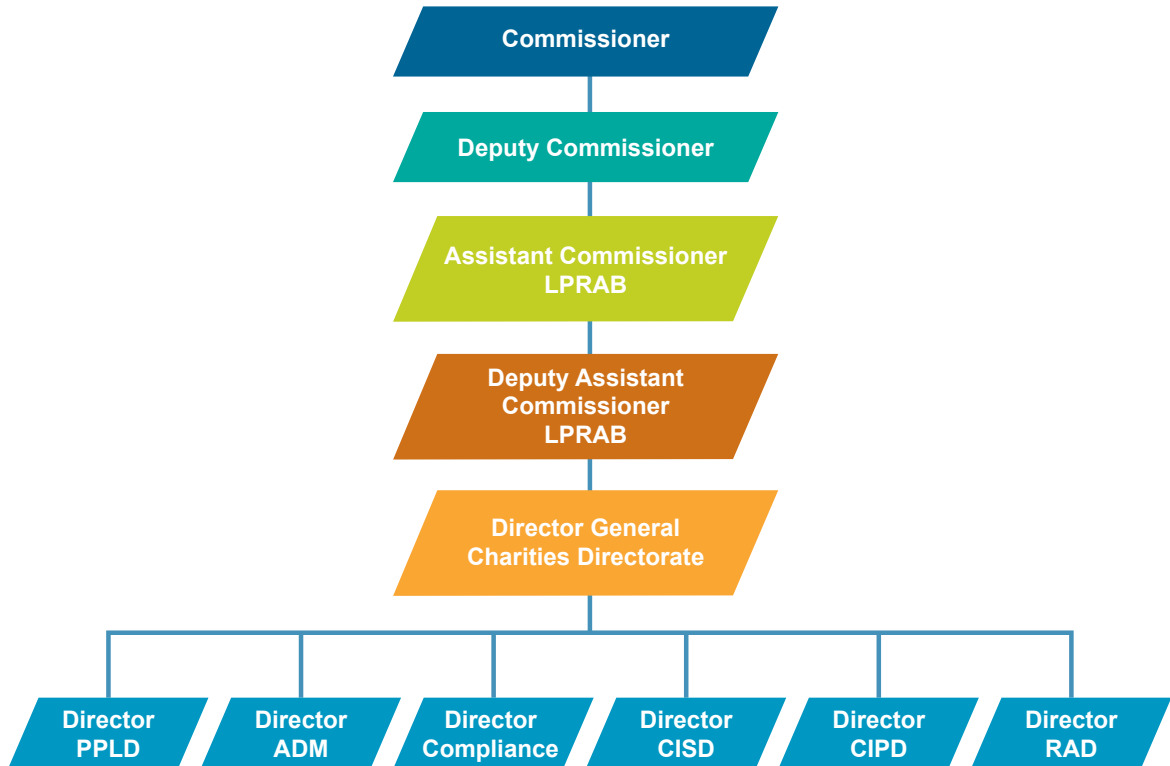 Commissioner
Deputy Commissioner
Assistant Commissioner
LPRAB
Deputy Assistant
Commissioner
LPRAB
Director General
Charities Directorate
Director
PPLD
Director
ADM
Director
Compliance
Director
CISD
Director
CIPD
Director
RAD